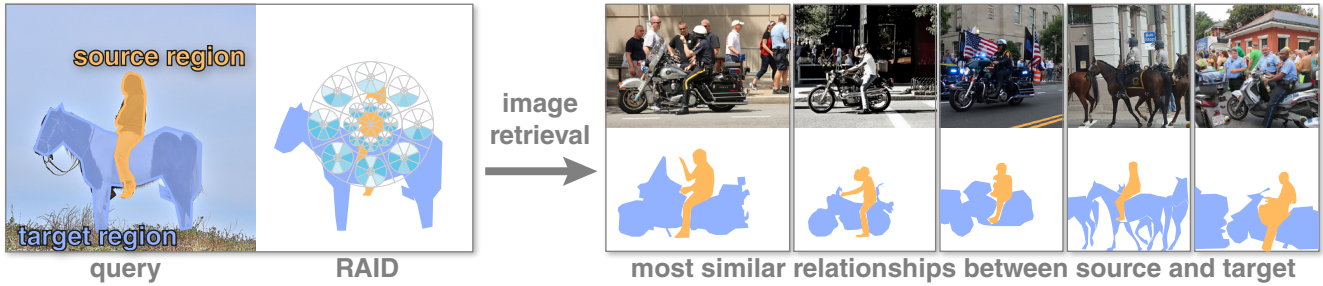 source region
target region
query
RAID
image
retrieval
most similar relationships between source and target